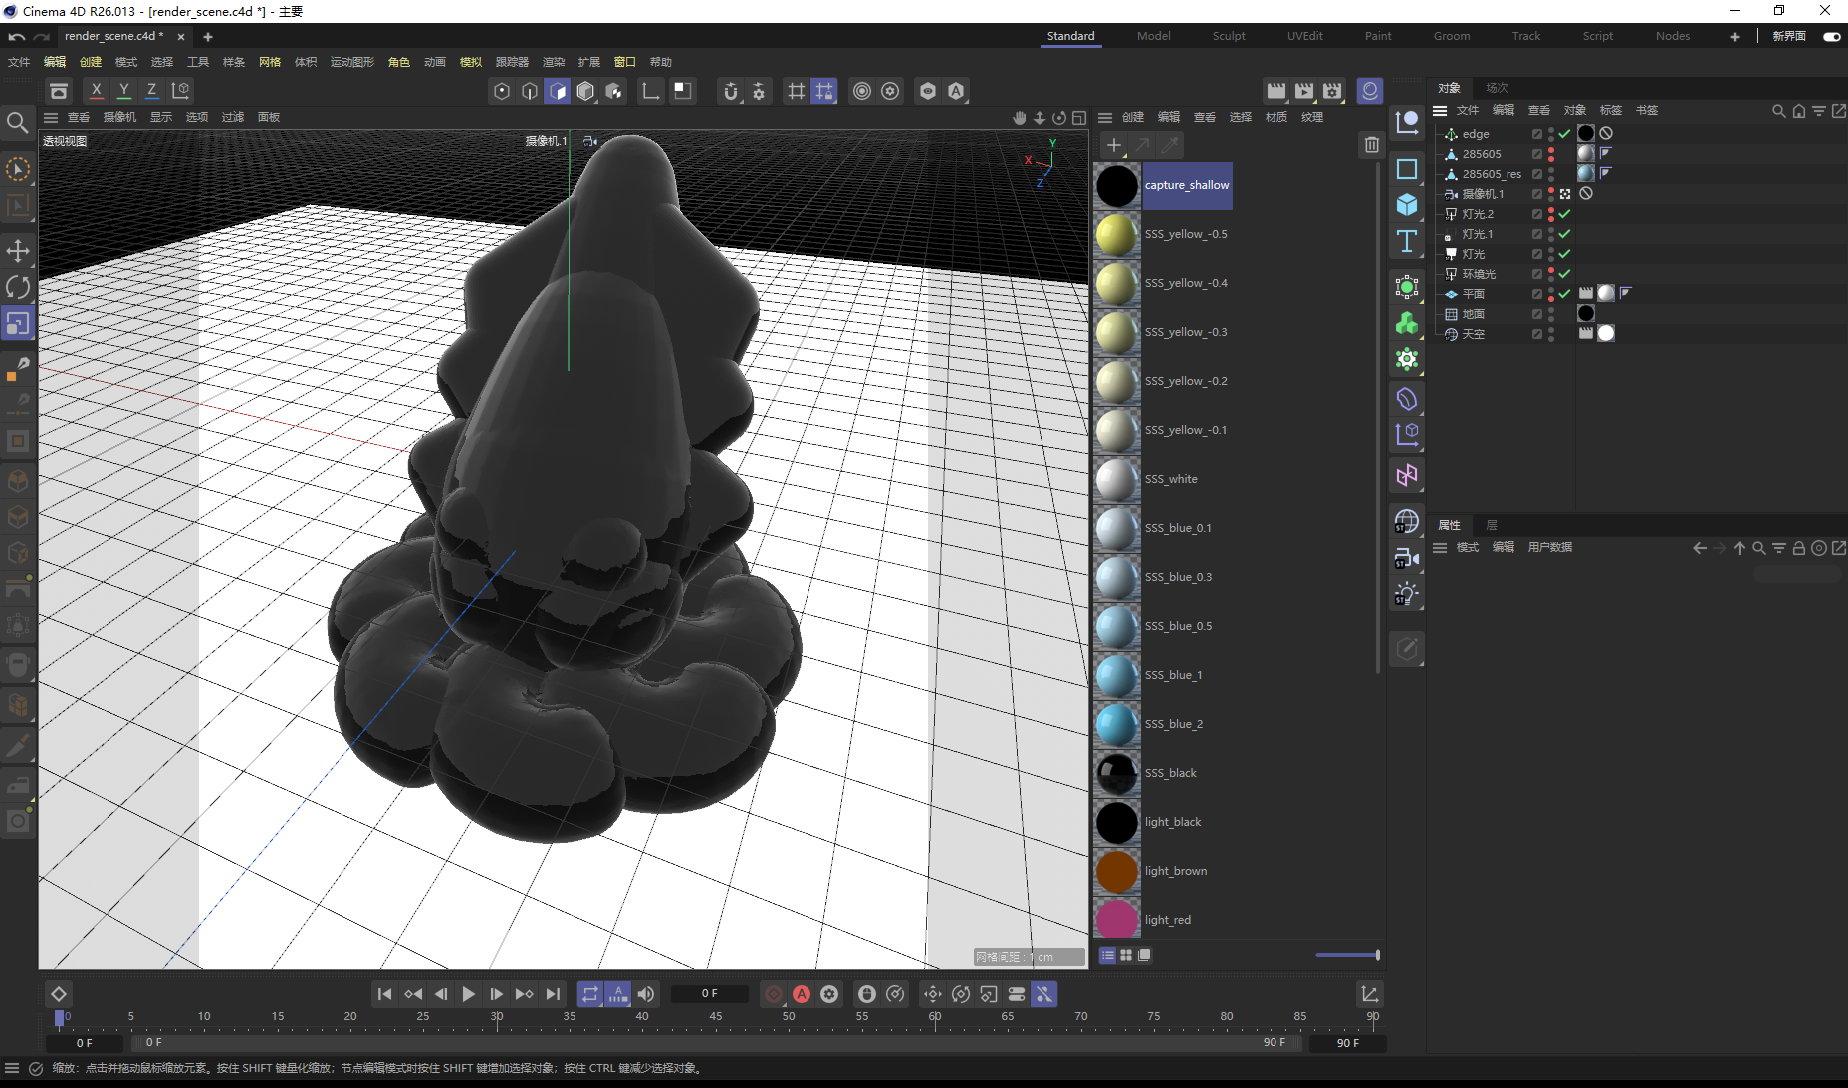 Cinema 4D R26.013 - [render_scene.c4d *] - 主要
render_scene.c4d * × +
Standard Model Sculpt UVEdit Paint Groom Track Script Nodes + 新界面
文件 编辑 创建 模式 选择 工具 样条 网格 体积 运动图形 角色 动画 模拟 跟踪器 渲染 扩展 窗口 帮助
X Y Z
查看 摄像机 显示 选项 过滤 面板
透视视图
摄像机.1
Y
X
Z
网格间距 : 1 cm
创建 编辑 查看 选择 材质 纹理
capture_shallow
SSS_yellow_-0.5
SSS_yellow_-0.4
SSS_yellow_-0.3
SSS_yellow_-0.2
SSS_yellow_-0.1
SSS_white
SSS_blue_0.1
SSS_blue_0.3
SSS_blue_0.5
SSS_blue_1
SSS_blue_2
SSS_black
light_black
light_brown
light_red
对象 场次
文件 编辑 查看 对象 标签 书签
edge
285605
285605_res
摄像机.1
灯光.2
灯光.1
灯光
环境光
平面
地面
天空
属性 层
模式 编辑 用户数据
0 F
0 5 10 15 20 25 30 35 40 45 50 55 60 65 70 75 80 85 90
0 F 0 F 90 F 90 F
缩放: 点击并拖动鼠标缩放元素。按住 SHIFT 键量化缩放; 节点编辑模式时按住 SHIFT 键增加选择对象; 按住 CTRL 键减少选择对象。